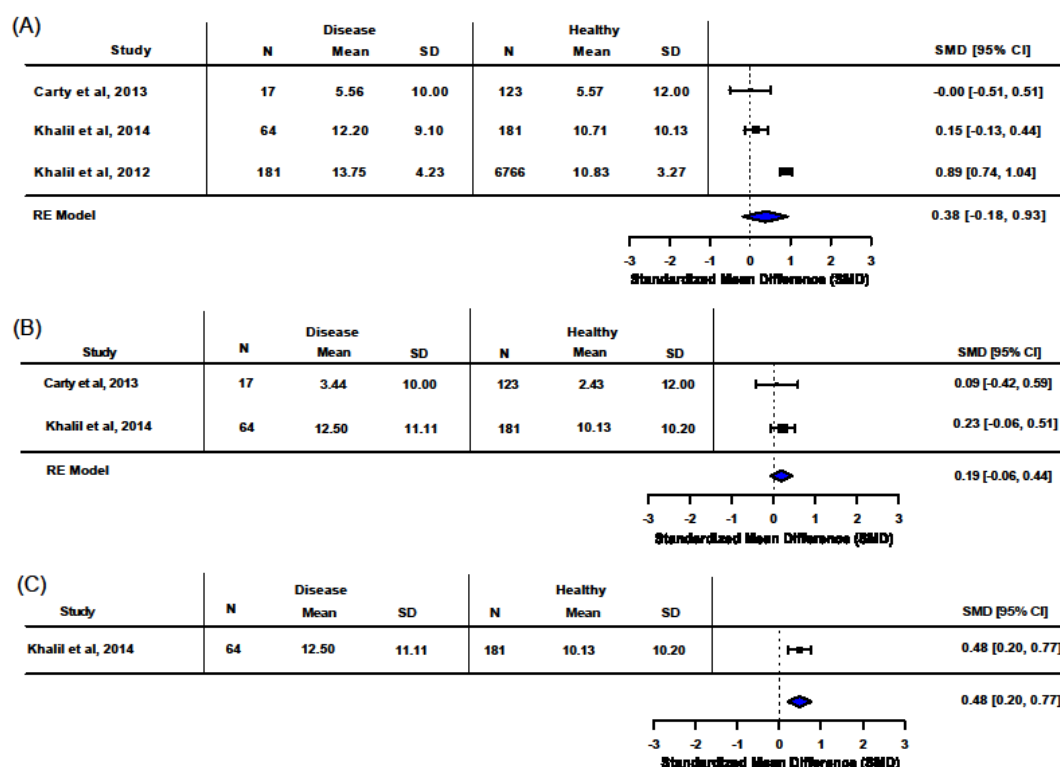 (A)
Disease Healthy
Study N Mean SD N Mean SD SMD [95% CI]
Carty et al, 2013 17 5.56 10.00 123 5.57 12.00 -0.00 [-0.51, 0.51]
Khalil et al, 2014 64 12.20 9.10 181 10.71 10.13 0.15 [-0.13, 0.44]
Khalil et al, 2012 181 13.75 4.23 6766 10.83 3.27 0.89 [0.74, 1.04]
RE Model 0.38 [-0.18, 0.93]
-3 -2 -1 0 1 2 3
Standardized Mean Difference (SMD)
(B)
Disease Healthy
Study N Mean SD N Mean SD SMD [95% CI]
Carty et al, 2013 17 3.44 10.00 123 2.43 12.00 0.09 [-0.42, 0.59]
Khalil et al, 2014 64 12.50 11.11 181 10.13 10.20 0.23 [-0.06, 0.51]
RE Model 0.19 [-0.06, 0.44]
-3 -2 -1 0 1 2 3
Standardized Mean Difference (SMD)
(C)
Disease Healthy
Study N Mean SD N Mean SD SMD [95% CI]
Khalil et al, 2014 64 12.50 11.11 181 10.13 10.20 0.48 [0.20, 0.77]
0.48 [0.20, 0.77]
-3 -2 -1 0 1 2 3
Standardized Mean Difference (SMD)